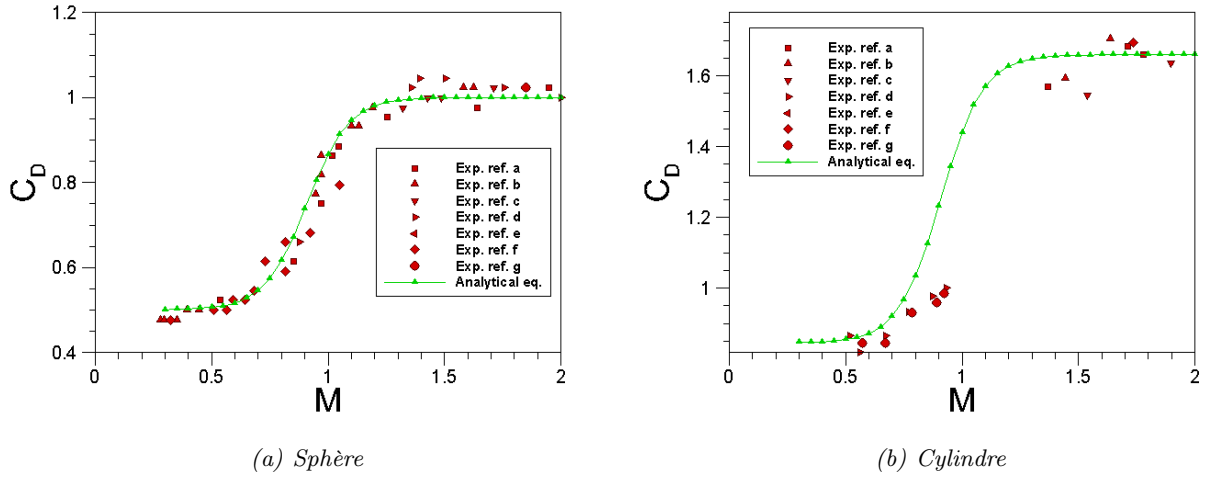 1.2
1
0.8
0.6
0.4
C_D
0
0.5
1
1.5
2
M
Exp. ref. a
Exp. ref. b
Exp. ref. c
Exp. ref. d
Exp. ref. e
Exp. ref. f
Exp. ref. g
Analytical eq.
(a) Sphère
1.6
1.4
1.2
1
C_D
0
0.5
1
1.5
2
M
Exp. ref. a
Exp. ref. b
Exp. ref. c
Exp. ref. d
Exp. ref. e
Exp. ref. f
Exp. ref. g
Analytical eq.
(b) Cylindre